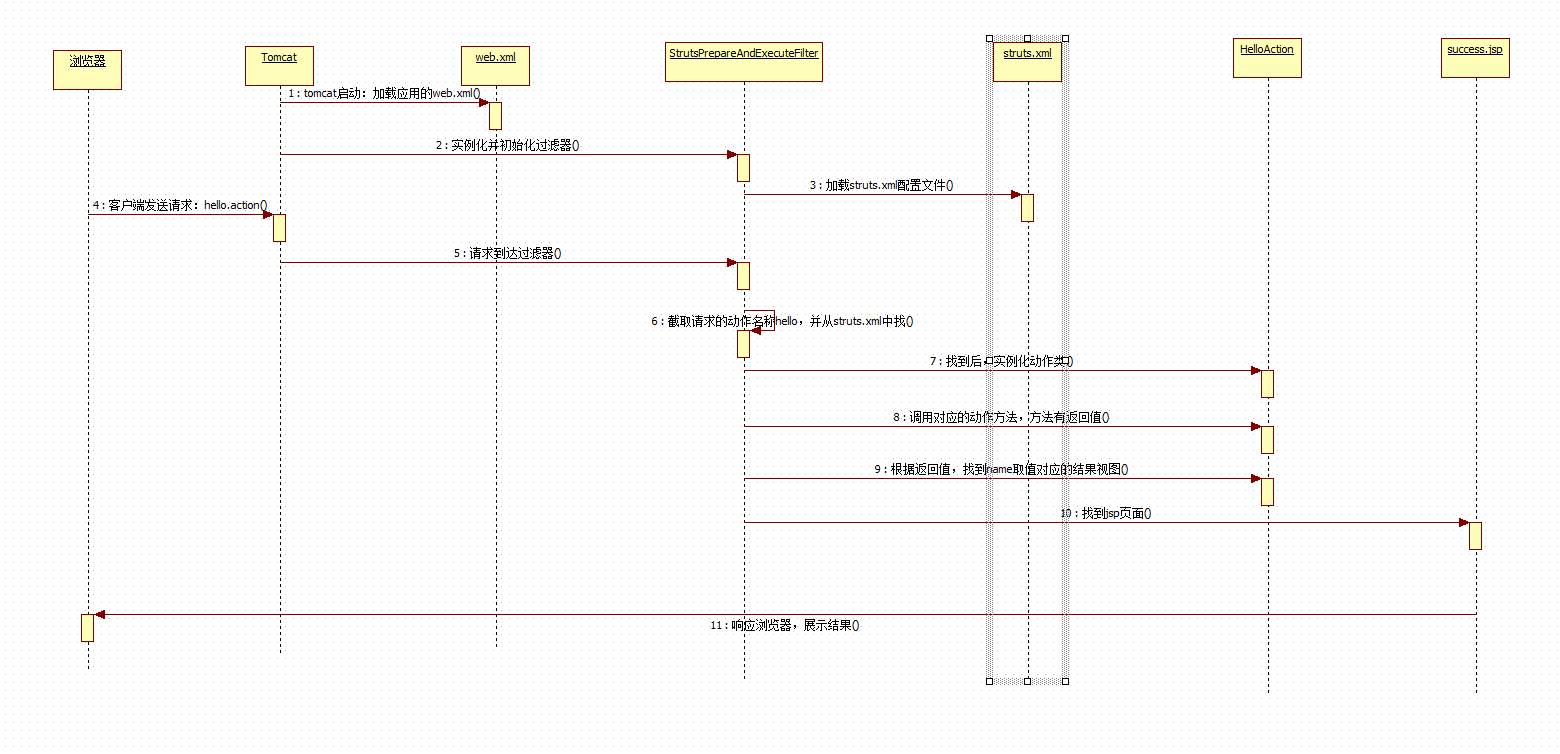 浏览器
Tomcat
web.xml
StrutsPrepareAndExecuteFilter
struts.xml
HelloAction
success.jsp
1 : tomcat启动：加载应用的web.xml()
2 : 实例化并初始化过滤器()
3 : 加载struts.xml配置文件()
4 : 客户端发送请求：hello.action()
5 : 请求到达过滤器()
6 : 截取请求的动作名称hello，并从struts.xml中找()
7 : 找到后，实例化动作类()
8 : 调用对应的动作方法，方法有返回值()
9 : 根据返回值，找到name取值对应的结果视图()
10 : 找到jsp页面()
11 : 响应浏览器，展示结果()